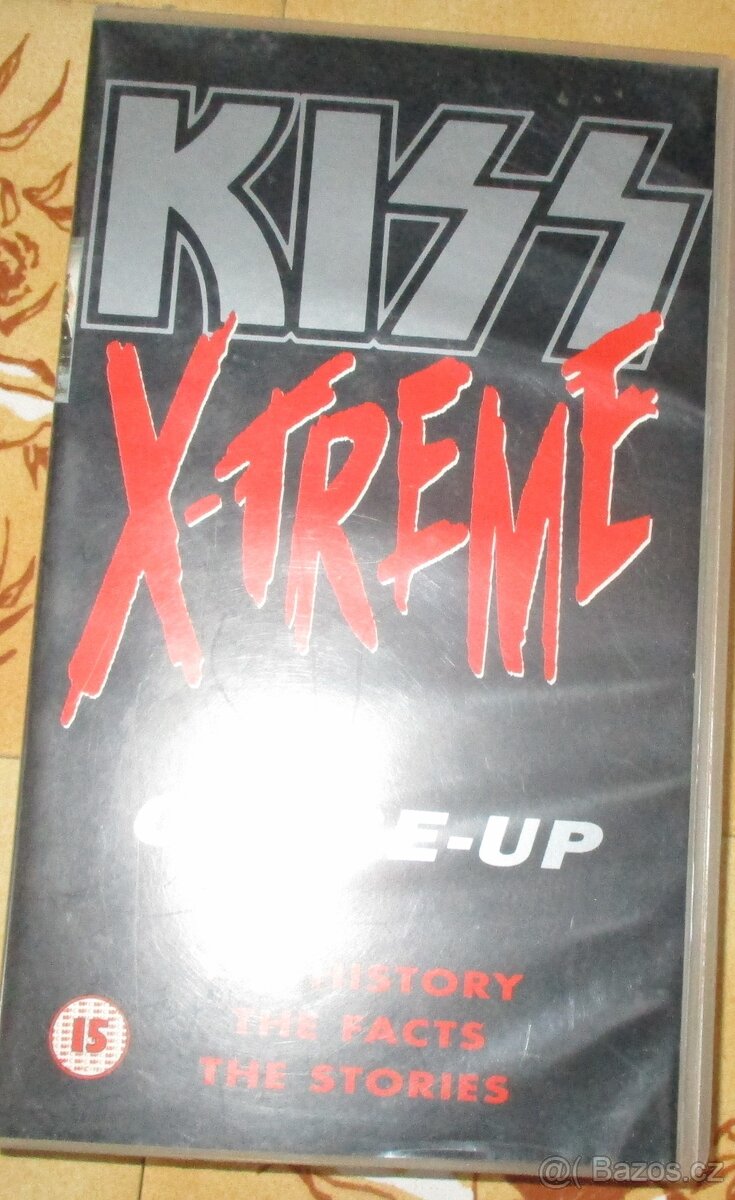 KISS
X-TREME
E-UP
HISTORY
THE FACTS
THE STORIES
15
@( Bazos.cz